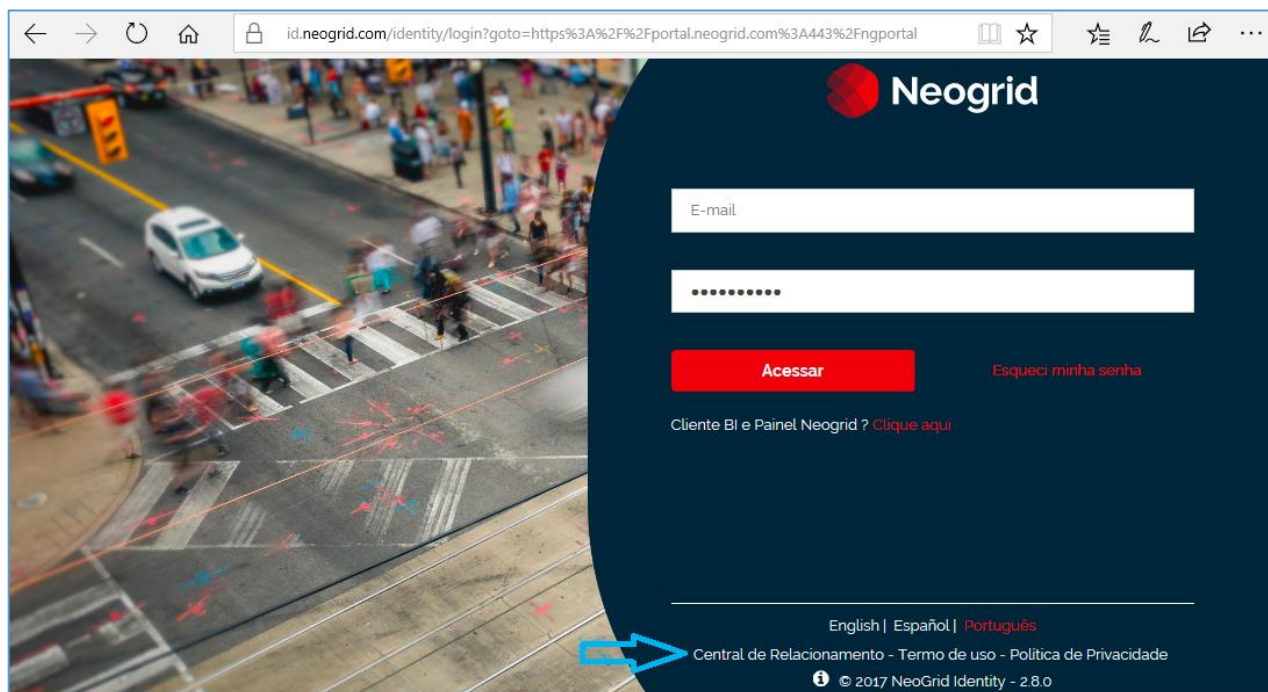 id.neogrid.com/identity/login?goto=https%3A%2F%2Fportal.neogrid.com%3A443%2Fngportal
Neogrid
E-mail
••••••••••
Acessar
Esqueci minha senha
Cliente BI e Painel Neogrid ? Clique aqui
English | Español | Português
Central de Relacionamento - Termo de uso - Política de Privacidade
© 2017 NeoGrid Identity - 2.8.0